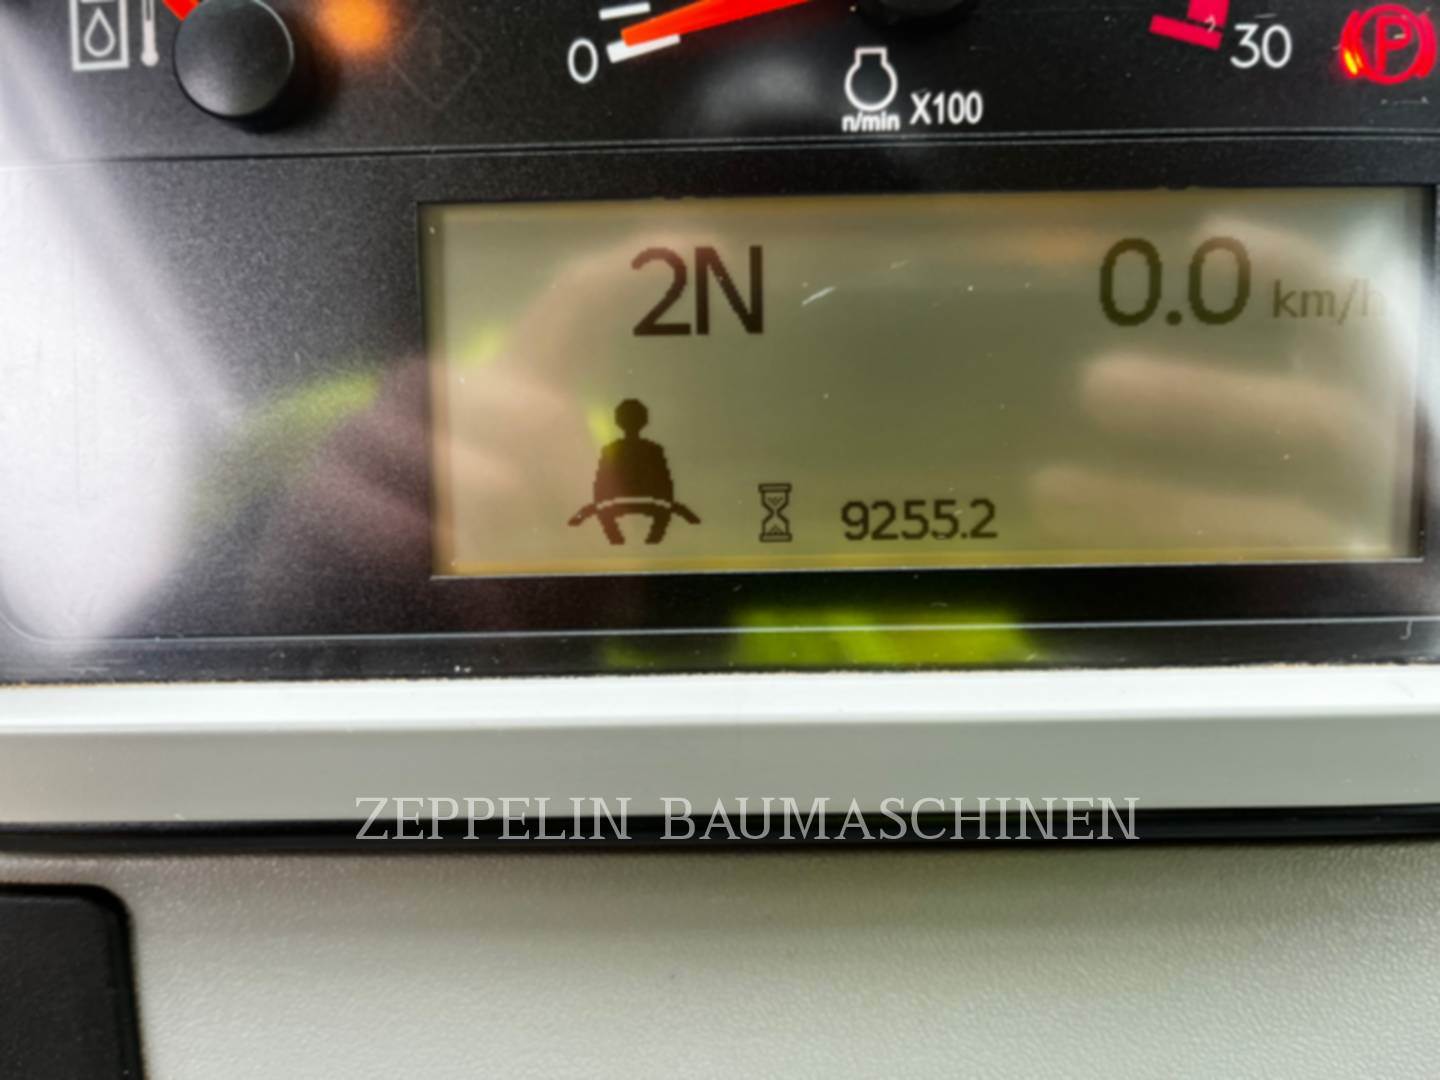 0
30
P
n/min X100
2N
0.0 km/h
9255.2
ZEPPELIN BAUMASCHINEN